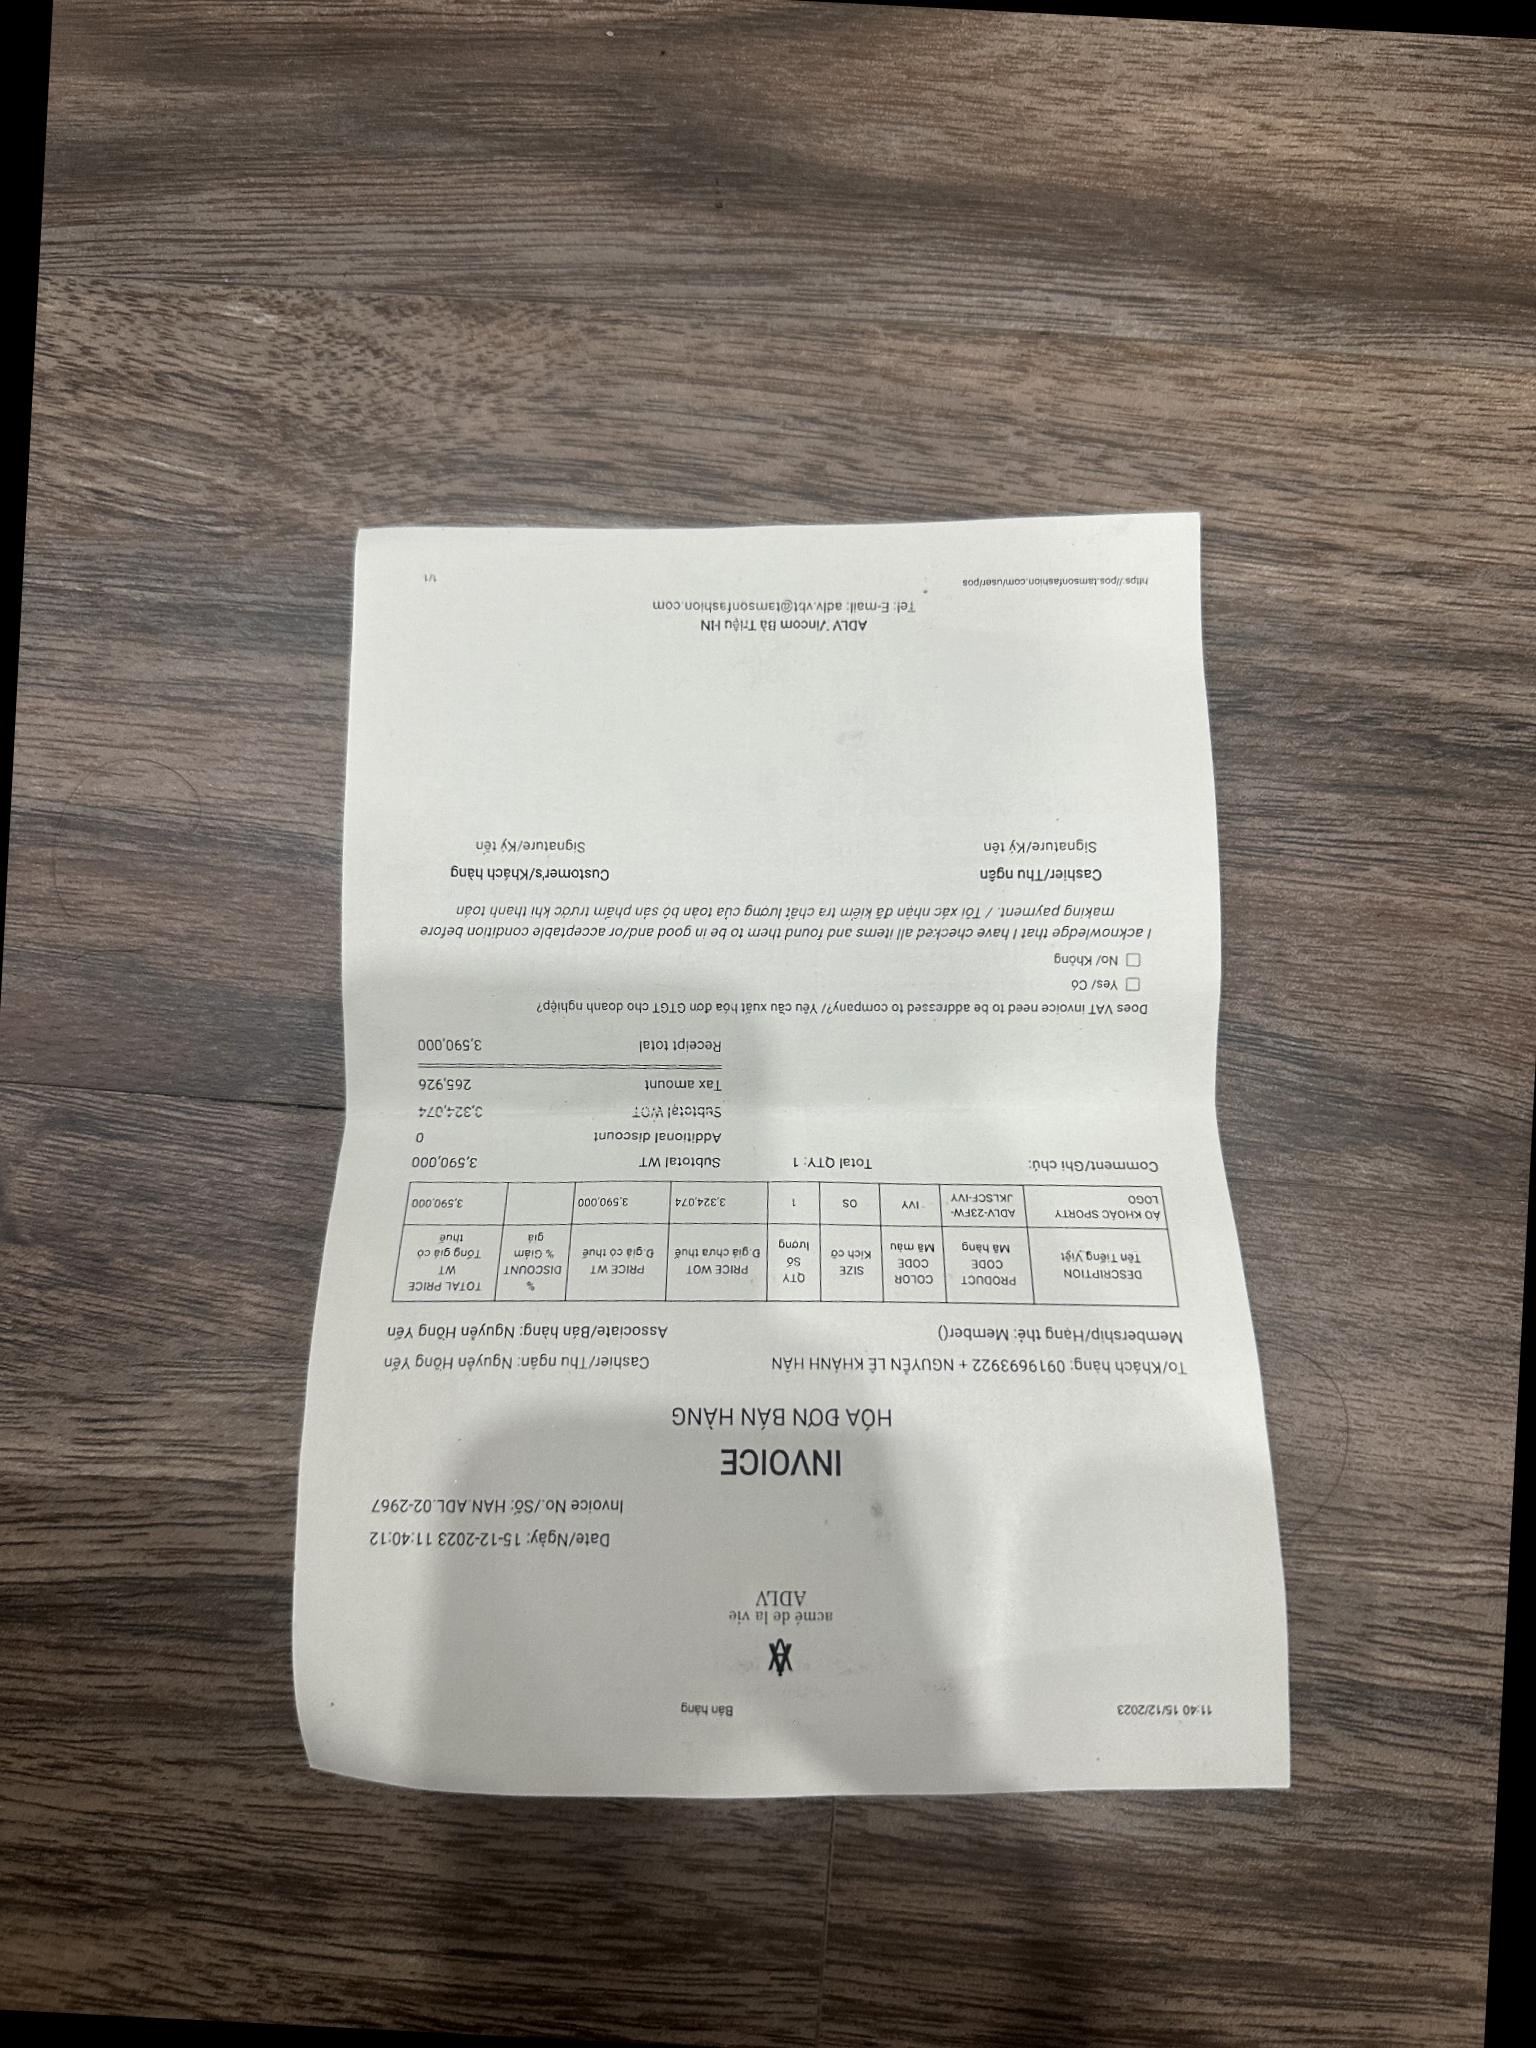 11:40 15/12/2023 Bán hàng
acmé de la vie
ADLV
Date/Ngày: 15-12-2023 11:40:12
Invoice No./Số: HAN.ADL.02-2967
INVOICE
HÓA ĐƠN BÁN HÀNG
To/Khách hàng: 0919693922 + NGUYỄN LÊ KHÁNH HÂN Cashier/Thu ngân: Nguyễn Hồng Yến
Membership/Hạng thẻ: Member() Associate/Bán hàng: Nguyễn Hồng Yến
DESCRIPTION PRODUCT COLOR SIZE QTY PRICE WOT PRICE WT % TOTAL PRICE
Tên Tiếng Việt CODE CODE Kích cỡ Số Đ.giá chưa thuế Đ.giá có thuế DISCOUNT WT
Mã hàng Mã màu lượng % Giảm Tổng giá có
giá thuế
ÁO KHOÁC SPORTY ADLV-23FW- IVY OS 1 3,324,074 3,590,000 3,590,000
LOGO JKLSCF-IVY
Comment/Ghi chú: Total QTY: 1 Subtotal WT 3,590,000
Additional discount 0
Subtotal WOT 3,324,074
Tax amount 265,926
Receipt total 3,590,000
Does VAT invoice need to be addressed to company?/ Yêu cầu xuất hóa đơn GTGT cho doanh nghiệp?
Yes/ Có
No/ Không
I acknowledge that I have checked all items and found them to be in good and/or acceptable condition before
making payment. / Tôi xác nhận đã kiểm tra chất lượng của toàn bộ sản phẩm trước khi thanh toán
Cashier/Thu ngân Customer's/Khách hàng
Signature/Ký tên Signature/Ký tên
ADLV Vincom Bà Triệu HN
Tel: E-mail: adlv.vbt@tamsonfashion.com
https://pos.tamsonfashion.com/user/pos 1/1